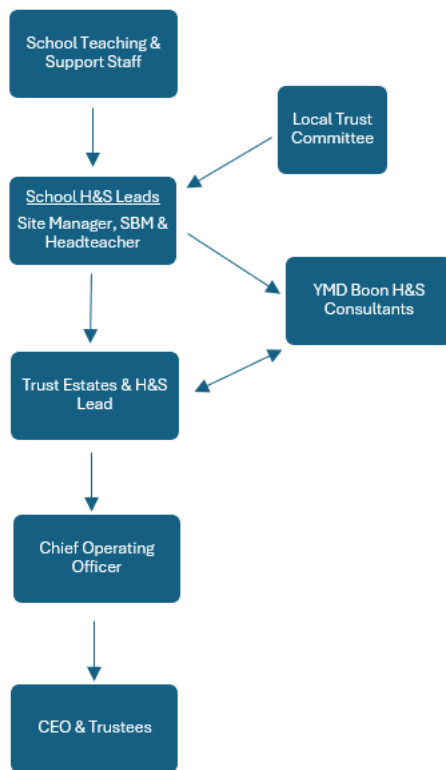 School Teaching &
Support Staff
Local Trust
Committee
School H&S Leads
Site Manager, SBM &
Headteacher
YMD Boon H&S
Consultants
Trust Estates & H&S
Lead
Chief Operating
Officer
CEO & Trustees